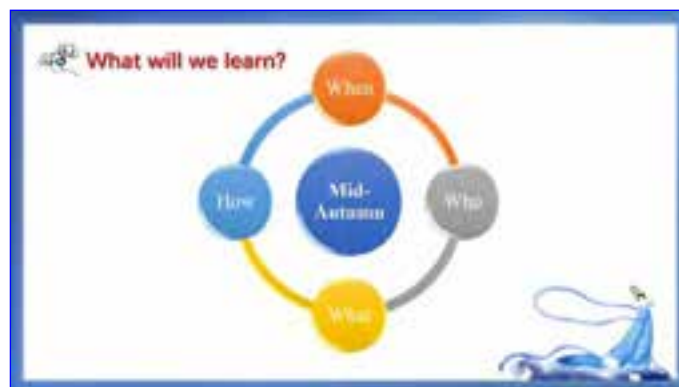 What will we learn?
When
How
Mid-
Autumn
Who
What